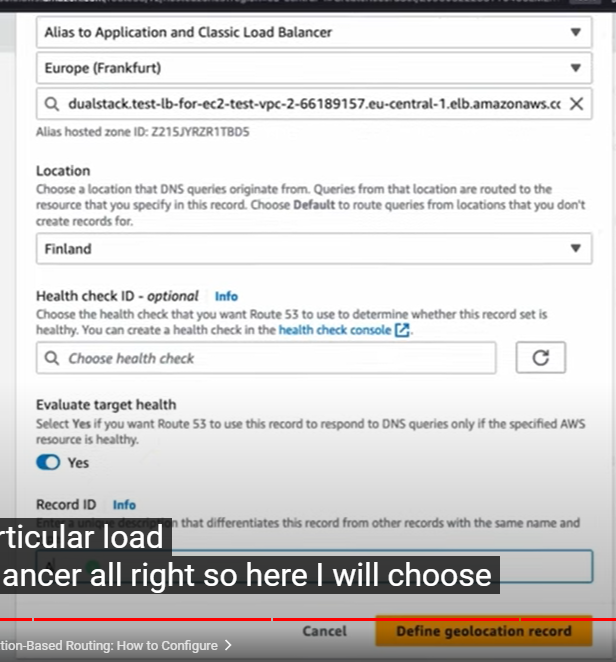 Alias to Application and Classic Load Balancer
Europe (Frankfurt)
dualstack.test-lb-for-ec2-test-vpc-2-66189157.eu-central-1.elb.amazonaws.cc
Alias hosted zone ID: Z215JYRZR1TBD5
Location
Choose a location that DNS queries originate from. Queries from that location are routed to the
resource that you specify in this record. Choose Default to route queries from locations that you don't
create records for.
Finland
Health check ID - optional Info
Choose the health check that you want Route 53 to use to determine whether this record set is
healthy. You can create a health check in the health check console.
Choose health check
Evaluate target health
Select Yes if you want Route 53 to use this record to respond to DNS queries only if the specified AWS
resource is healthy.
Yes
Record ID Info
Enter a unique description that differentiates this record from other records with the same name and
rticular load
ancer all right so here I will choose
Cancel Define geolocation record
tion-Based Routing: How to Configure